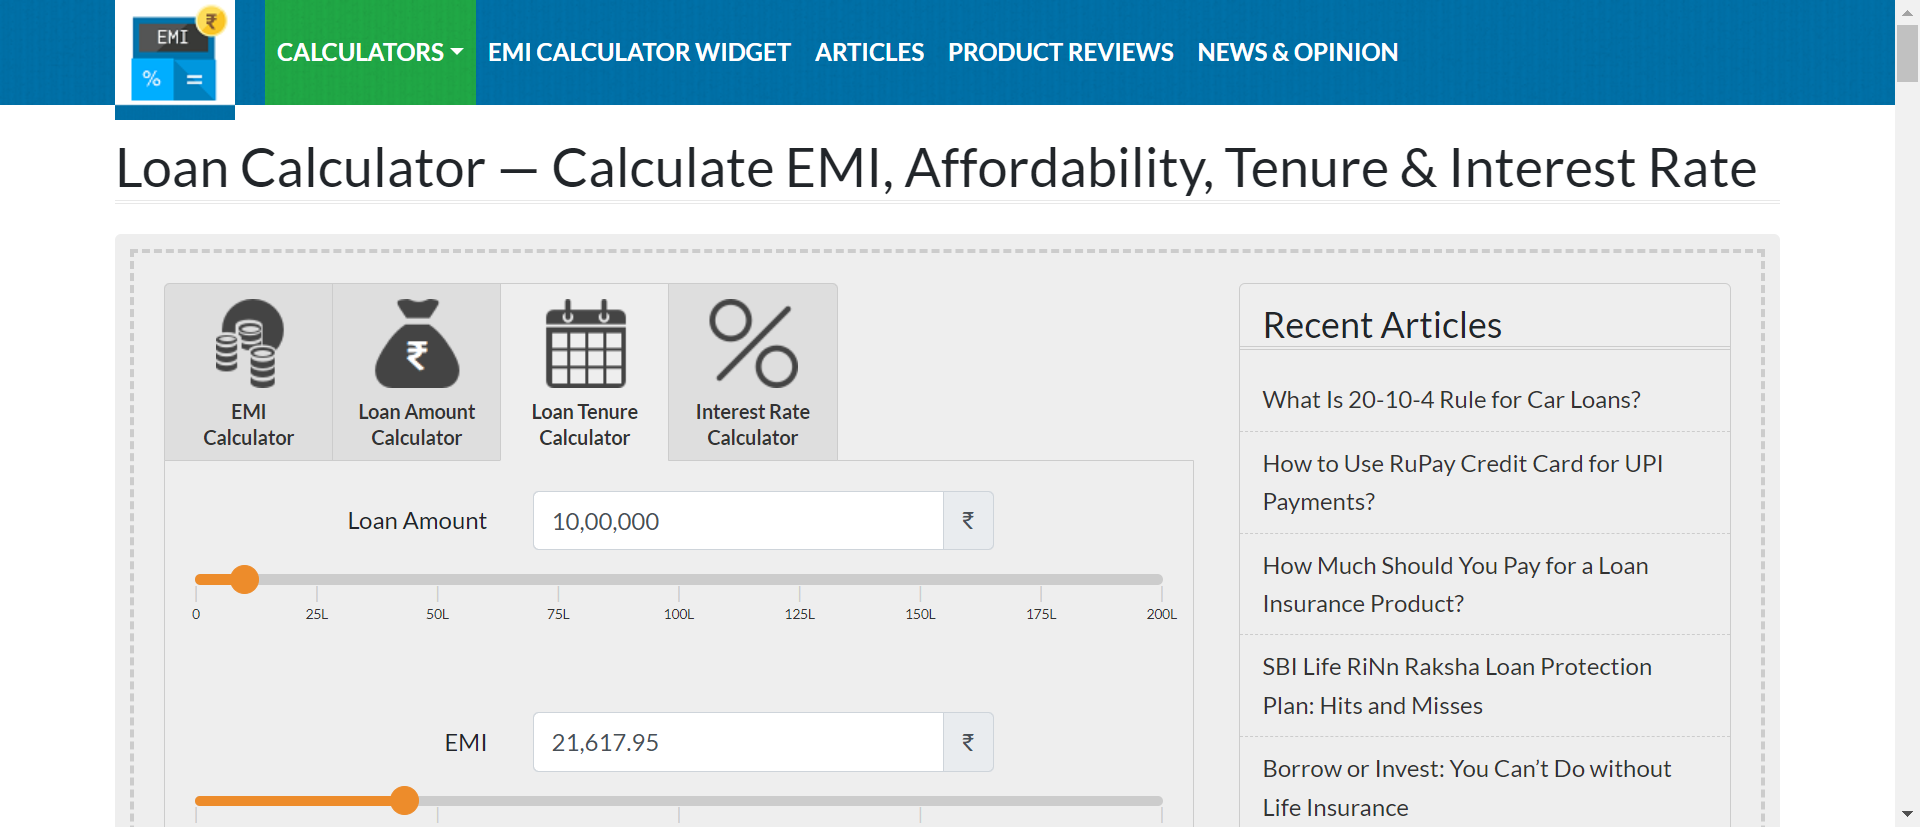 EMI
₹
%
=
CALCULATORS
EMI CALCULATOR WIDGET
ARTICLES
PRODUCT REVIEWS
NEWS & OPINION
Loan Calculator — Calculate EMI, Affordability, Tenure & Interest Rate
EMI
Calculator
₹
Loan Amount
Calculator
Loan Tenure
Calculator
Interest Rate
Calculator
Loan Amount
10,00,000
₹
0
25L
50L
75L
100L
125L
150L
175L
200L
EMI
21,617.95
₹
Recent Articles
What Is 20-10-4 Rule for Car Loans?
How to Use RuPay Credit Card for UPI
Payments?
How Much Should You Pay for a Loan
Insurance Product?
SBI Life RiNn Raksha Loan Protection
Plan: Hits and Misses
Borrow or Invest: You Can’t Do without
Life Insurance